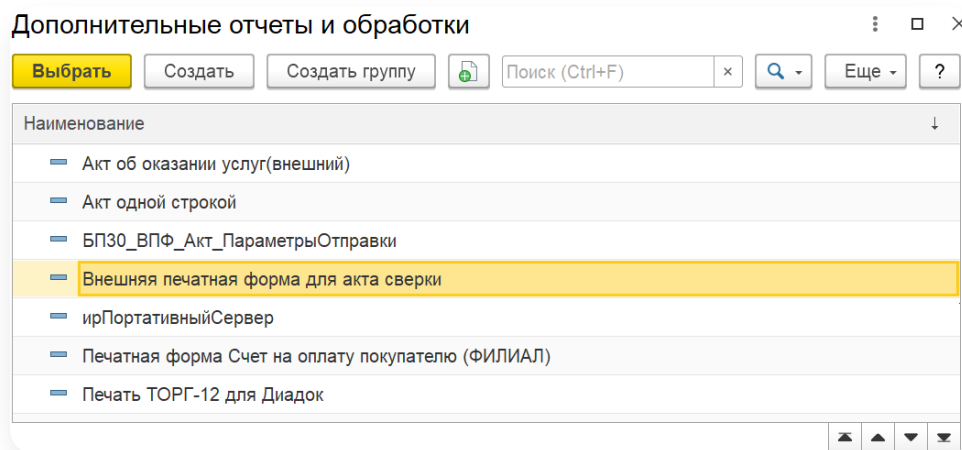 Дополнительные отчеты и обработки
Выбрать Создать Создать группу Поиск (Ctrl+F) × Еще ?
Наименование ↓
Акт об оказании услуг(внешний)
Акт одной строкой
БП30_ВПФ_Акт_ПараметрыОтправки
Внешняя печатная форма для акта сверки
ирПортативныйСервер
Печатная форма Счет на оплату покупателю (ФИЛИАЛ)
Печать ТОРГ-12 для Диадок